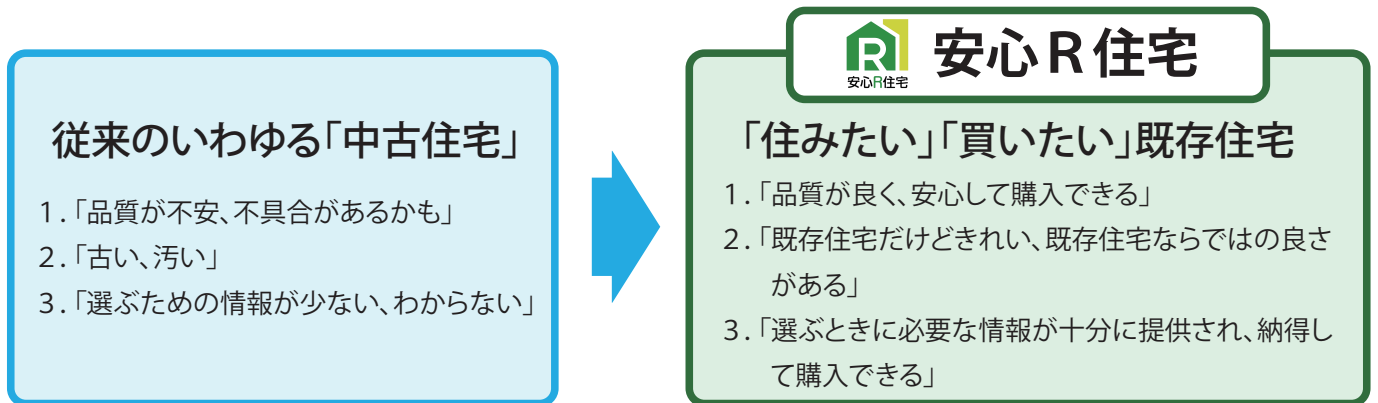 従来のいわゆる「中古住宅」
１．「品質が不安、不具合があるかも」
２．「古い、汚い」
３．「選ぶための情報が少ない、わからない」
R
安心R住宅
安心Ｒ住宅
「住みたい」「買いたい」既存住宅
１．「品質が良く、安心して購入できる」
２．「既存住宅だけどきれい、既存住宅ならではの良さ
がある」
３．「選ぶときに必要な情報が十分に提供され、納得し
て購入できる」